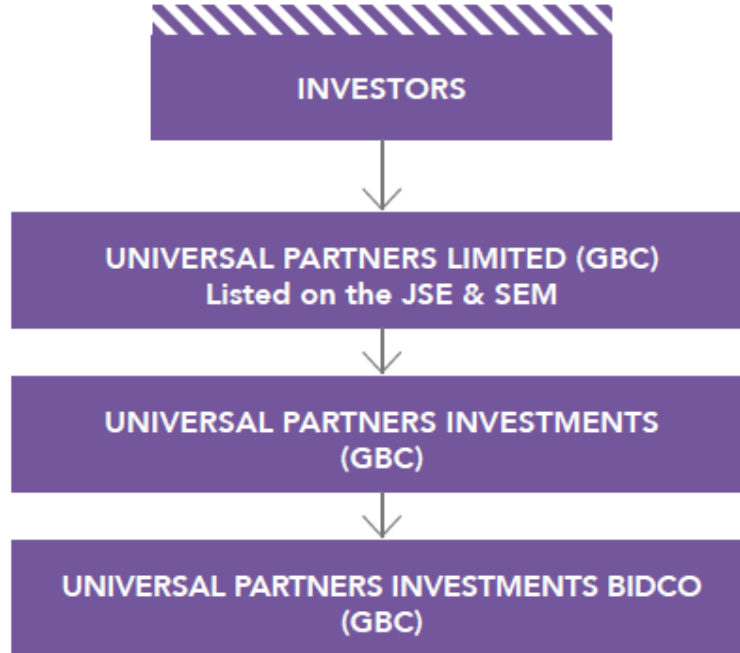 INVESTORS
UNIVERSAL PARTNERS LIMITED (GBC)
Listed on the JSE & SEM
UNIVERSAL PARTNERS INVESTMENTS
(GBC)
UNIVERSAL PARTNERS INVESTMENTS BIDCO
(GBC)